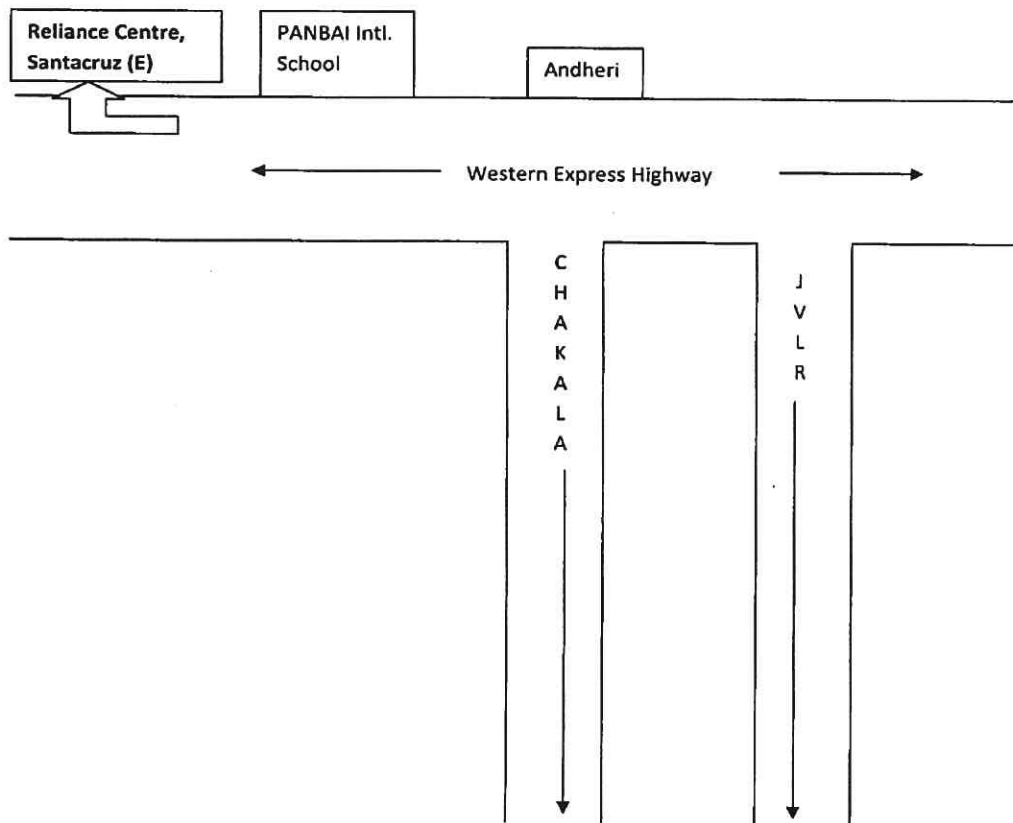 Reliance Centre,
Santacruz (E)
PANBAI Intl.
School
Andheri
Western Express Highway
C
H
A
K
A
L
A
J
V
L
R